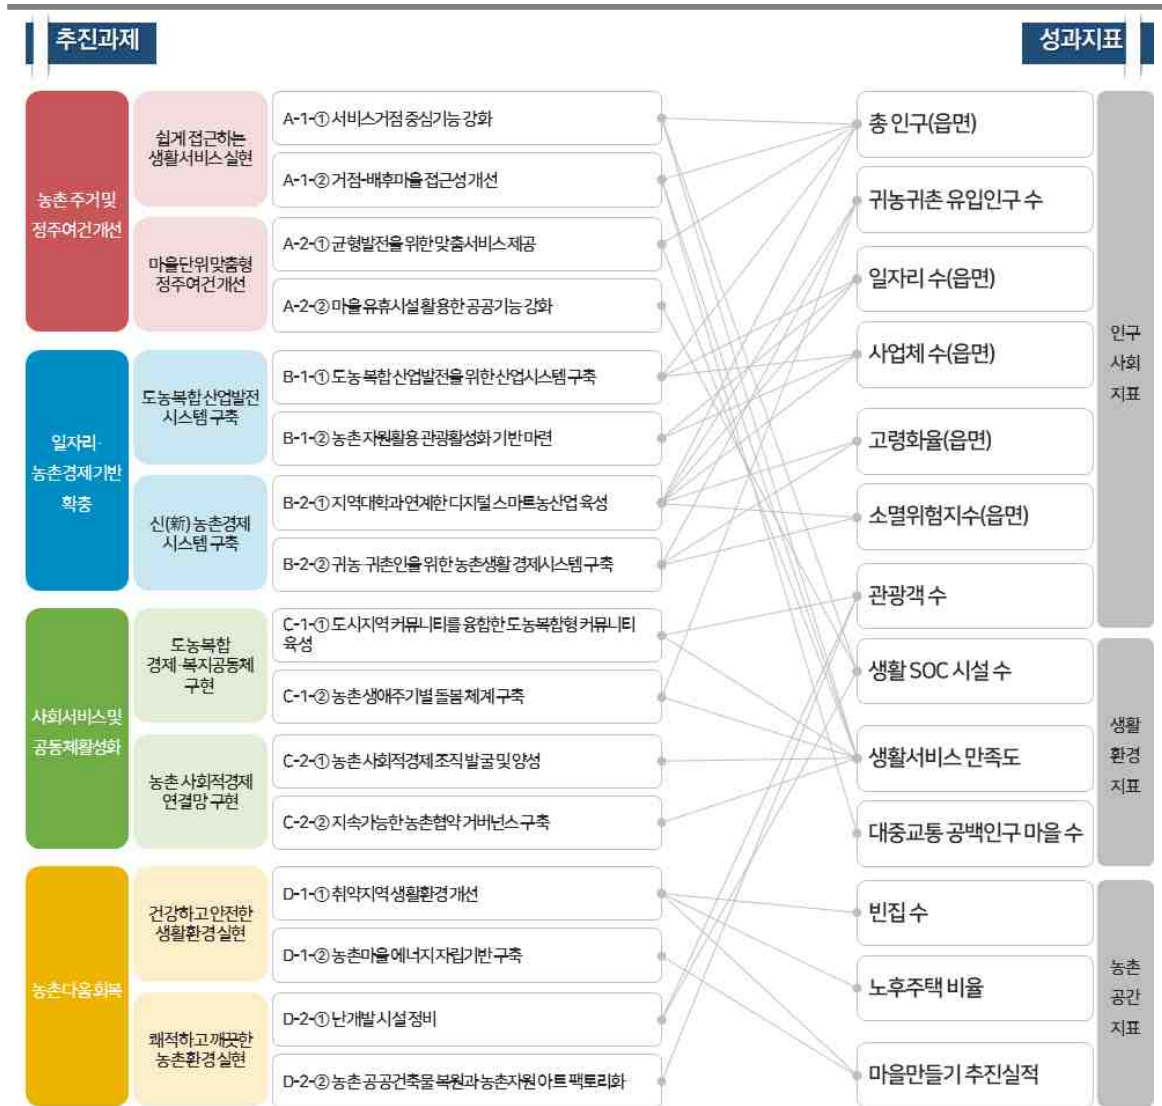 추진과제
성과지표
농촌 주거 및
정주여건 개선
쉽게 접근하는
생활서비스 실현
A-1-① 서비스거점 중심기능 강화
A-1-② 거점-배후마을 접근성 개선
마을단위 맞춤형
정주여건 개선
A-2-① 균형발전을 위한 맞춤서비스 제공
A-2-② 마을 유휴시설 활용한 공공기능 강화
일자리·
농촌경제기반
확충
도농복합 산업발전
시스템 구축
B-1-① 도농 복합 산업발전을 위한 산업시스템 구축
B-1-② 농촌 자원활용 관광활성화 기반 마련
신(新) 농촌경제
시스템 구축
B-2-① 지역대학과 연계한 디지털 스마트농산업 육성
B-2-② 귀농·귀촌인을 위한 농촌생활 경제시스템 구축
사회서비스 및
공동체활성화
도농복합
경제·복지공동체
구현
C-1-① 도시지역 커뮤니티를 융합한 도농복합형 커뮤니티
육성
C-1-② 농촌 생애주기별 돌봄 체계 구축
농촌 사회적경제
연결망 구현
C-2-① 농촌 사회적경제 조직 발굴 및 양성
C-2-② 지속가능한 농촌협약 거버넌스 구축
농촌다움 회복
건강하고 안전한
생활환경 실현
D-1-① 취약지역 생활환경 개선
D-1-② 농촌마을 에너지 자립기반 구축
쾌적하고 깨끗한
농촌환경 실현
D-2-① 난개발 시설 정비
D-2-② 농촌 공공건축물 복원과 농촌자원 아트 팩토리화
총 인구(읍면)
귀농귀촌 유입인구 수
일자리 수(읍면)
사업체 수(읍면)
고령화율(읍면)
소멸위험지수(읍면)
관광객 수
인구
사회
지표
생활 SOC 시설 수
생활서비스 만족도
대중교통 공백인구 마을 수
생활
환경
지표
빈집 수
노후주택 비율
마을만들기 추진실적
농촌
공간
지표